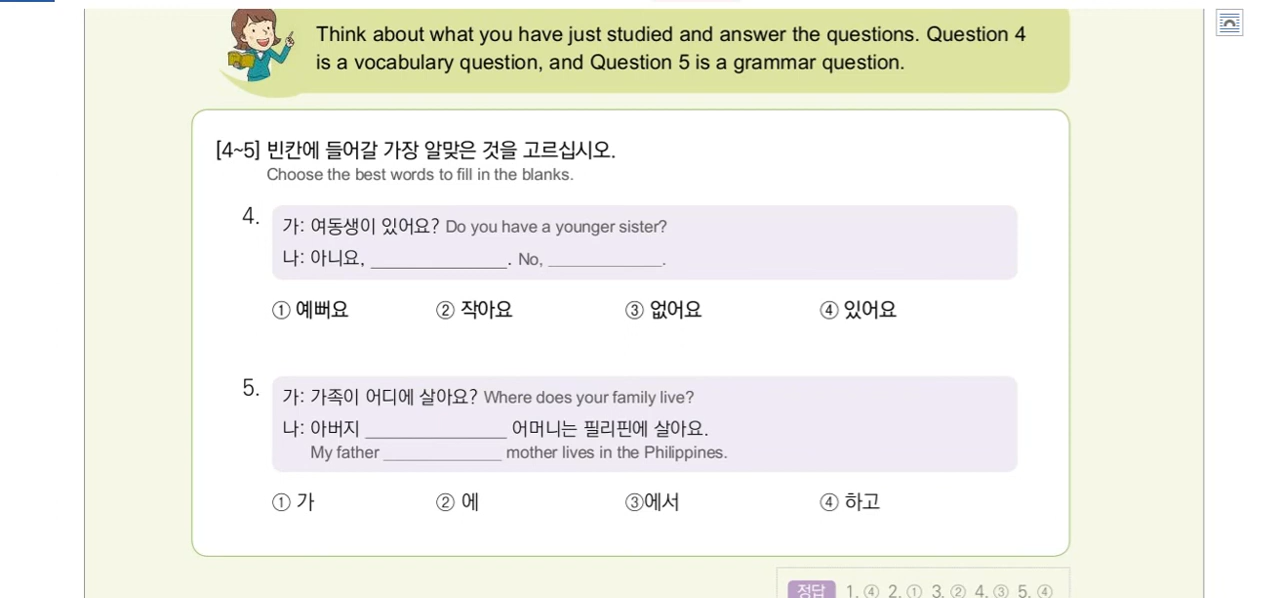 Think about what you have just studied and answer the questions. Question 4
is a vocabulary question, and Question 5 is a grammar question.
[4~5] 빈칸에 들어갈 가장 알맞은 것을 고르십시오.
Choose the best words to fill in the blanks.
4.
가: 여동생이 있어요? Do you have a younger sister?
나: 아니요, ______________. No, ____________.
① 예뻐요 ② 작아요 ③ 없어요 ④ 있어요
5.
가: 가족이 어디에 살아요? Where does your family live?
나: 아버지 ______________ 어머니는 필리핀에 살아요.
My father ____________ mother lives in the Philippines.
① 가 ② 에 ③에서 ④ 하고
정답 1. ④ 2. ① 3. ② 4. ③ 5. ④